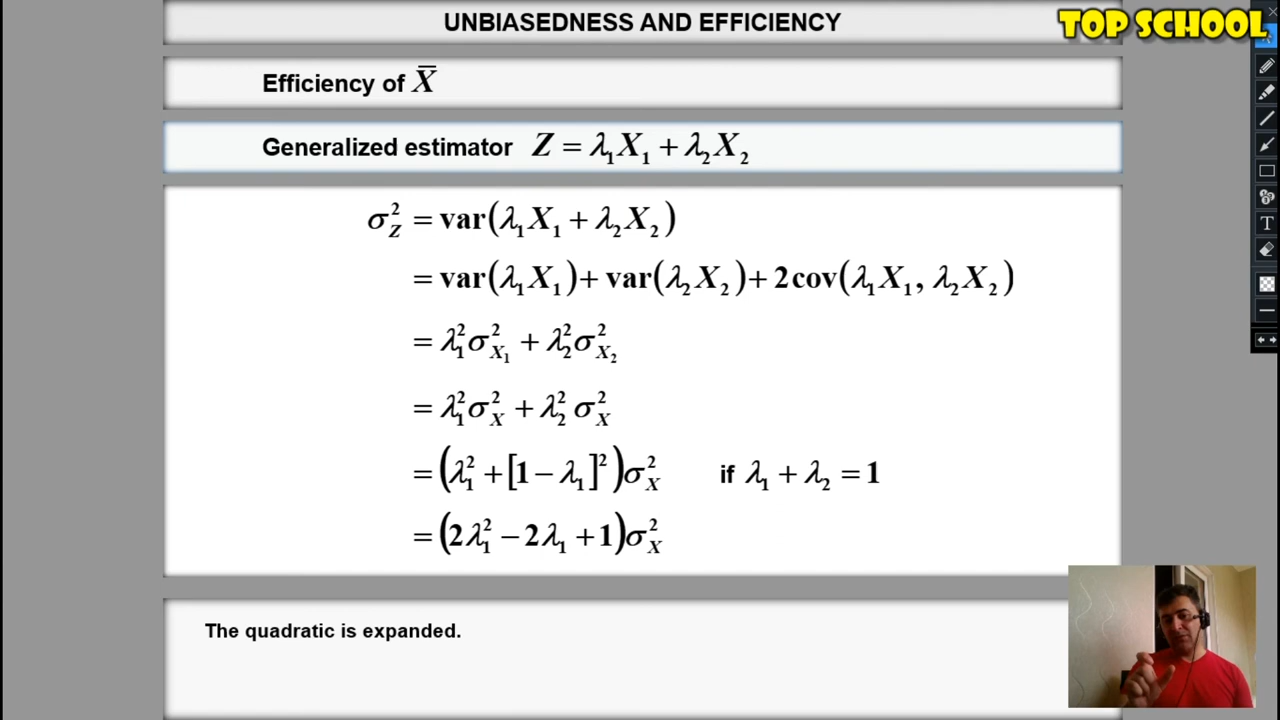 UNBIASEDNESS AND EFFICIENCY
TOP SCHOOL
Efficiency of X̄
Generalized estimator Z = λ₁X₁ + λ₂X₂
σ²_Z = var(λ₁X₁ + λ₂X₂)
= var(λ₁X₁) + var(λ₂X₂) + 2cov(λ₁X₁, λ₂X₂)
= λ₁²σ²_X₁ + λ₂²σ²_X₂
= λ₁²σ²_X + λ₂²σ²_X
= (λ₁² + [1 − λ₁]²)σ²_X if λ₁ + λ₂ = 1
= (2λ₁² − 2λ₁ + 1)σ²_X
The quadratic is expanded.